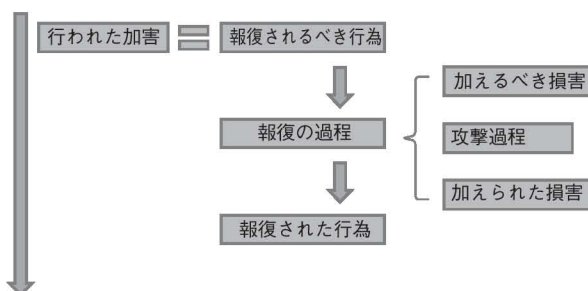 行われた加害
報復されるべき行為
加えるべき損害
報復の過程
攻撃過程
加えられた損害
報復された行為